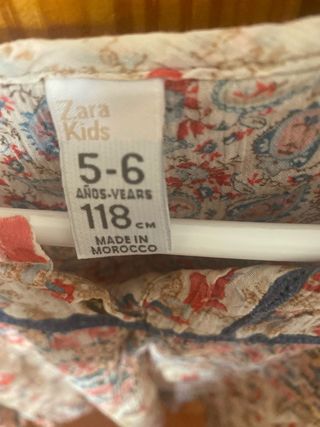 Zara
Kids
5-6
AÑOS-YEARS
118 CM
MADE IN
MOROCCO